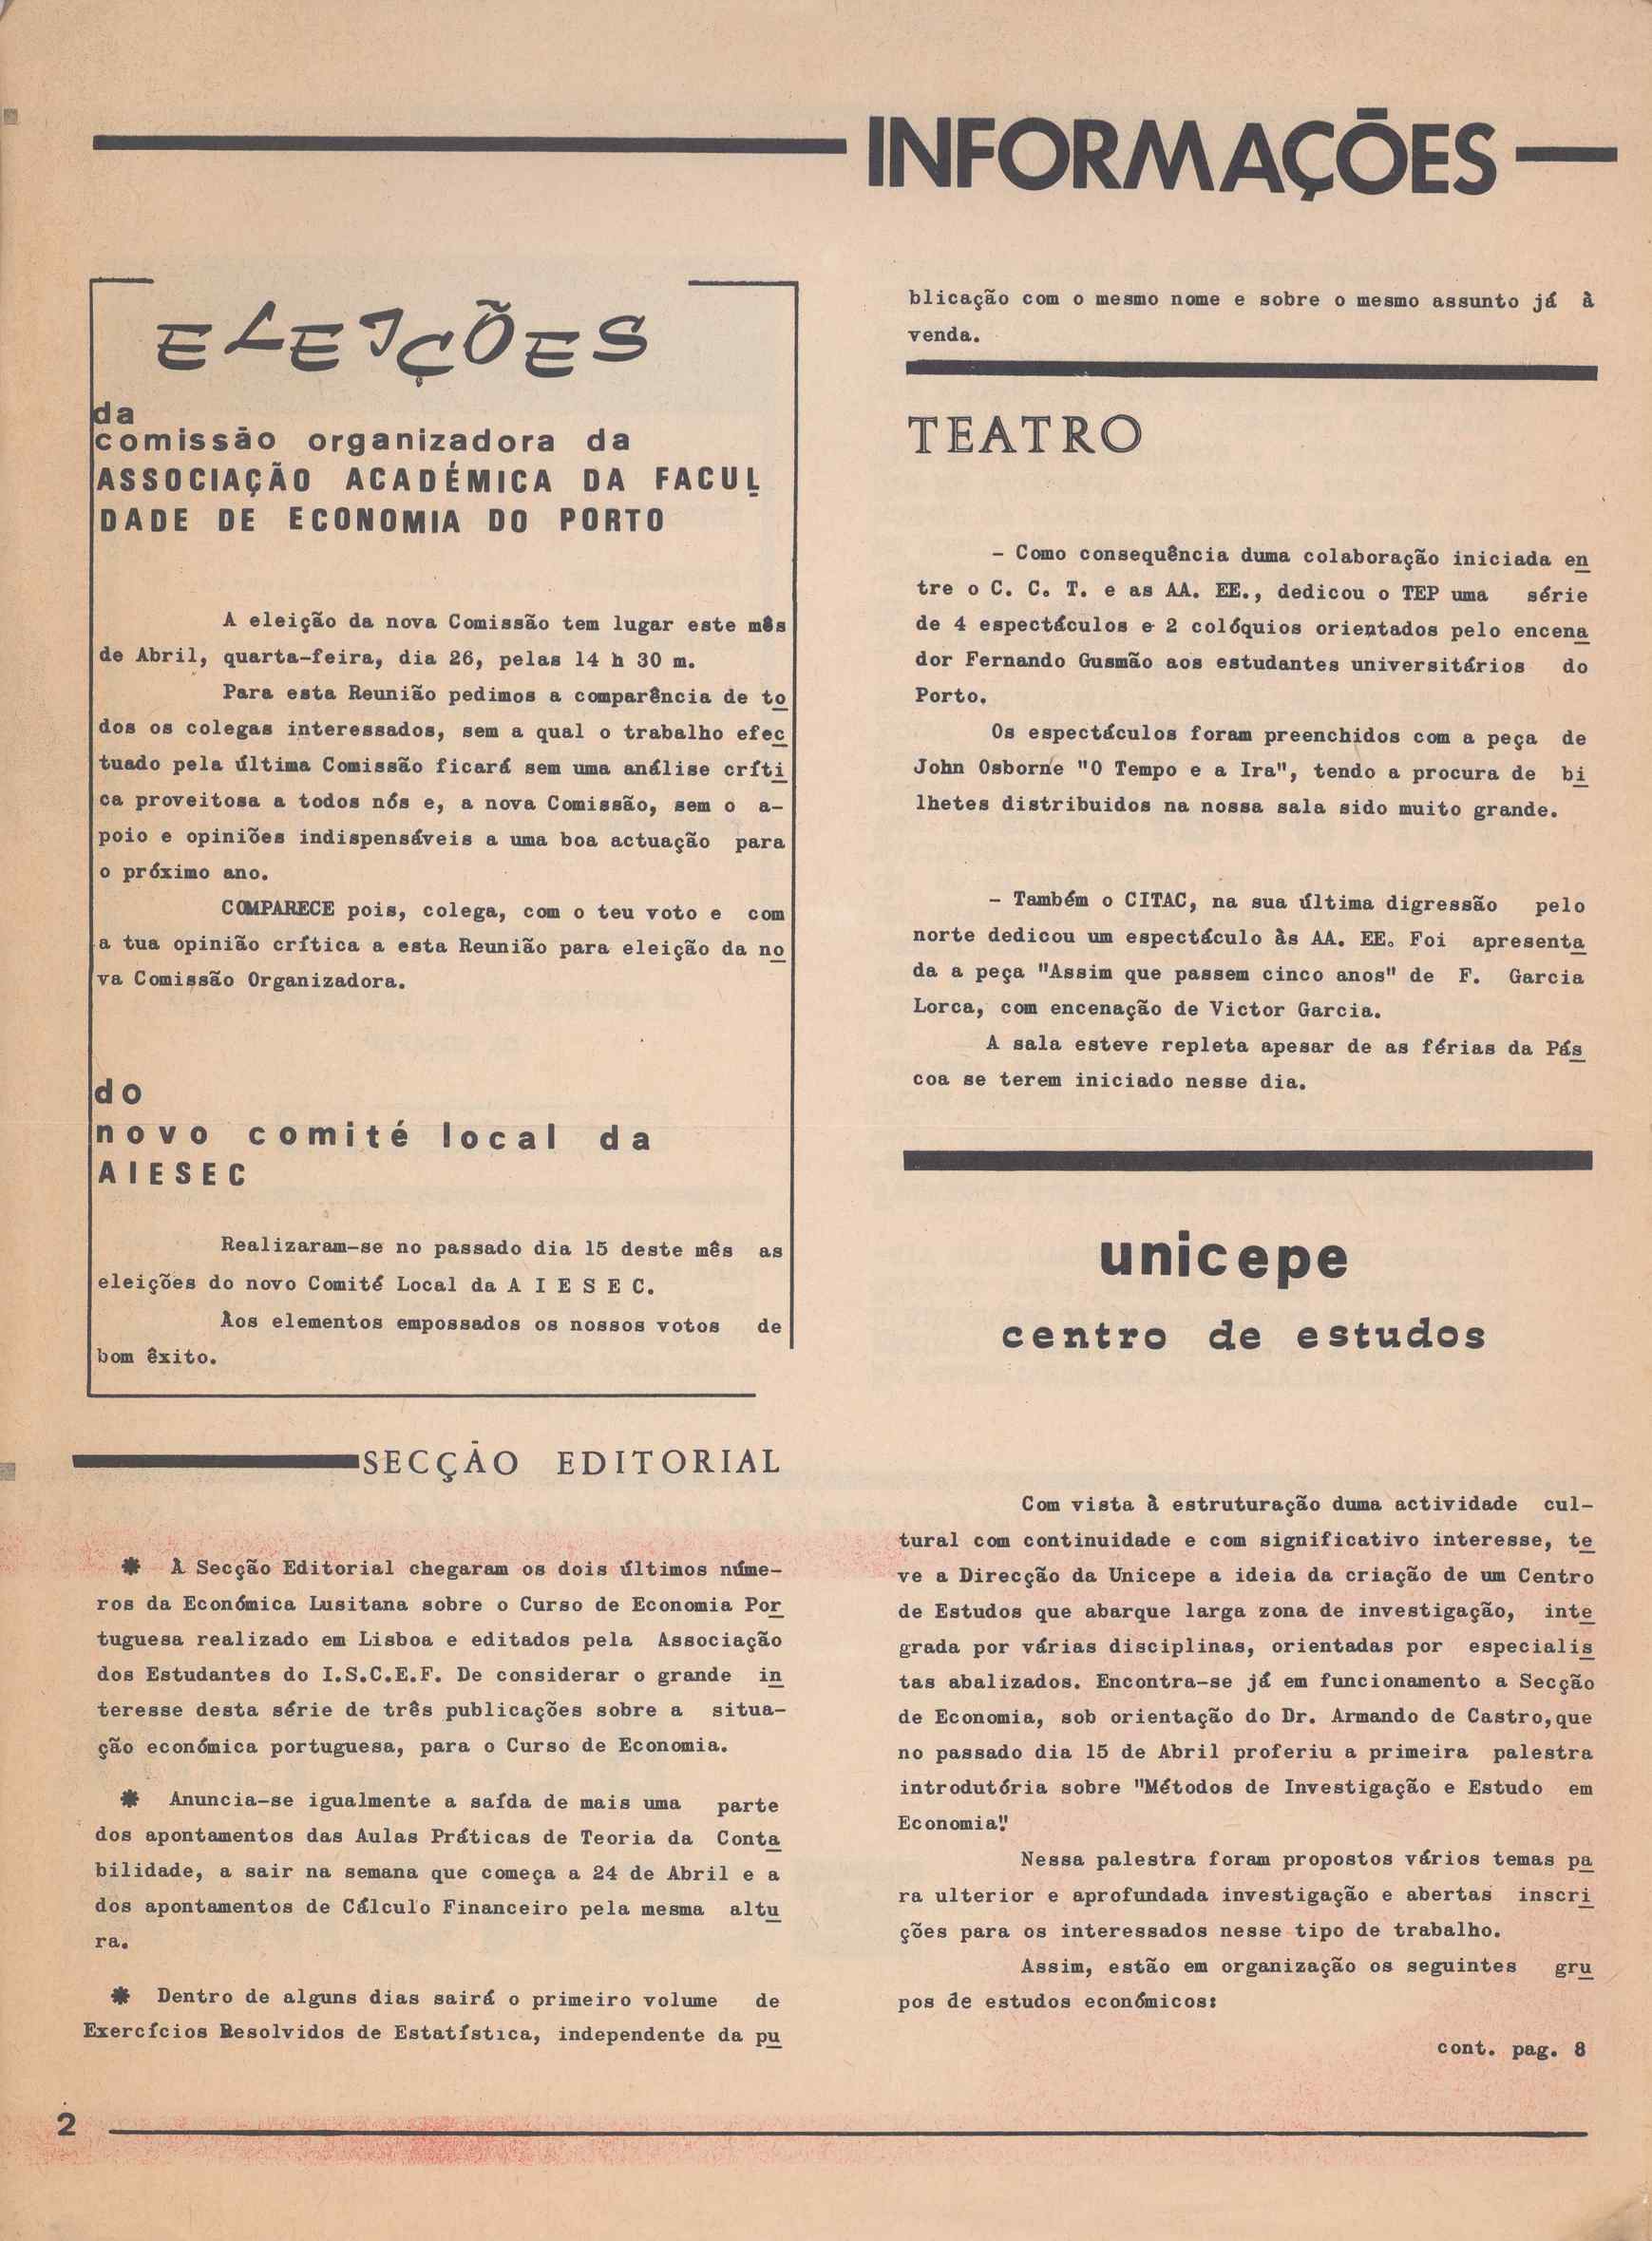 INFORMAÇÕES
ELEIÇÕES
da
comissão organizadora da
ASSOCIAÇÃO ACADÉMICA DA FACUL
DADE DE ECONOMIA DO PORTO
A eleição da nova Comissão tem lugar este mês
de Abril, quarta-feira, dia 26, pelas 14 h 30 m.
Para esta Reunião pedimos a comparência de to
dos os colegas interessados, sem a qual o trabalho efec
tuado pela última Comissão ficará sem uma análise críti
ca proveitosa a todos nós e, a nova Comissão, sem o a-
poio e opiniões indispensáveis a uma boa actuação para
o próximo ano.
COMPARECE pois, colega, com o teu voto e com
a tua opinião crítica a esta Reunião para eleição da no
va Comissão Organizadora.
do
novo comité local da
AIESEC
Realizaram-se no passado dia 15 deste mês as
eleições do novo Comité Local da A I E S E C.
Àos elementos empossados os nossos votos de
bom êxito.
SECÇÃO EDITORIAL
* À Secção Editorial chegaram os dois últimos núme-
ros da Económica Lusitana sobre o Curso de Economia Por
tuguesa realizado em Lisboa e editados pela Associação
dos Estudantes do I.S.C.E.F. De considerar o grande in
teresse desta série de três publicações sobre a situa-
ção económica portuguesa, para o Curso de Economia.
* Anuncia-se igualmente a saída de mais uma parte
dos apontamentos das Aulas Práticas de Teoria da Conta
bilidade, a sair na semana que começa a 24 de Abril e a
dos apontamentos de Cálculo Financeiro pela mesma altu
ra.
* Dentro de alguns dias sairá o primeiro volume de
Exercícios Resolvidos de Estatística, independente da pu
blicação com o mesmo nome e sobre o mesmo assunto já à
venda.
TEATRO
- Como consequência duma colaboração iniciada en
tre o C. C. T. e as AA. EE., dedicou o TEP uma série
de 4 espectáculos e 2 colóquios orientados pelo encena
dor Fernando Gusmão aos estudantes universitários do
Porto.
Os espectáculos foram preenchidos com a peça de
John Osborne "O Tempo e a Ira", tendo a procura de bi
lhetes distribuidos na nossa sala sido muito grande.
- Também o CITAC, na sua última digressão pelo
norte dedicou um espectáculo às AA. EE. Foi apresenta
da a peça "Assim que passem cinco anos" de F. Garcia
Lorca, com encenação de Victor Garcia.
A sala esteve repleta apesar de as férias da Pás
coa se terem iniciado nesse dia.
unicepe
centro de estudos
Com vista à estruturação duma actividade cul-
tural com continuidade e com significativo interesse, te
ve a Direcção da Unicepe a ideia da criação de um Centro
de Estudos que abarque larga zona de investigação, inte
grada por várias disciplinas, orientadas por especialis
tas abalizados. Encontra-se já em funcionamento a Secção
de Economia, sob orientação do Dr. Armando de Castro,que
no passado dia 15 de Abril proferiu a primeira palestra
introdutória sobre "Métodos de Investigação e Estudo em
Economia".
Nessa palestra foram propostos vários temas pa
ra ulterior e aprofundada investigação e abertas inscri
ções para os interessados nesse tipo de trabalho.
Assim, estão em organização os seguintes gru
pos de estudos económicos:
cont. pag. 8
2